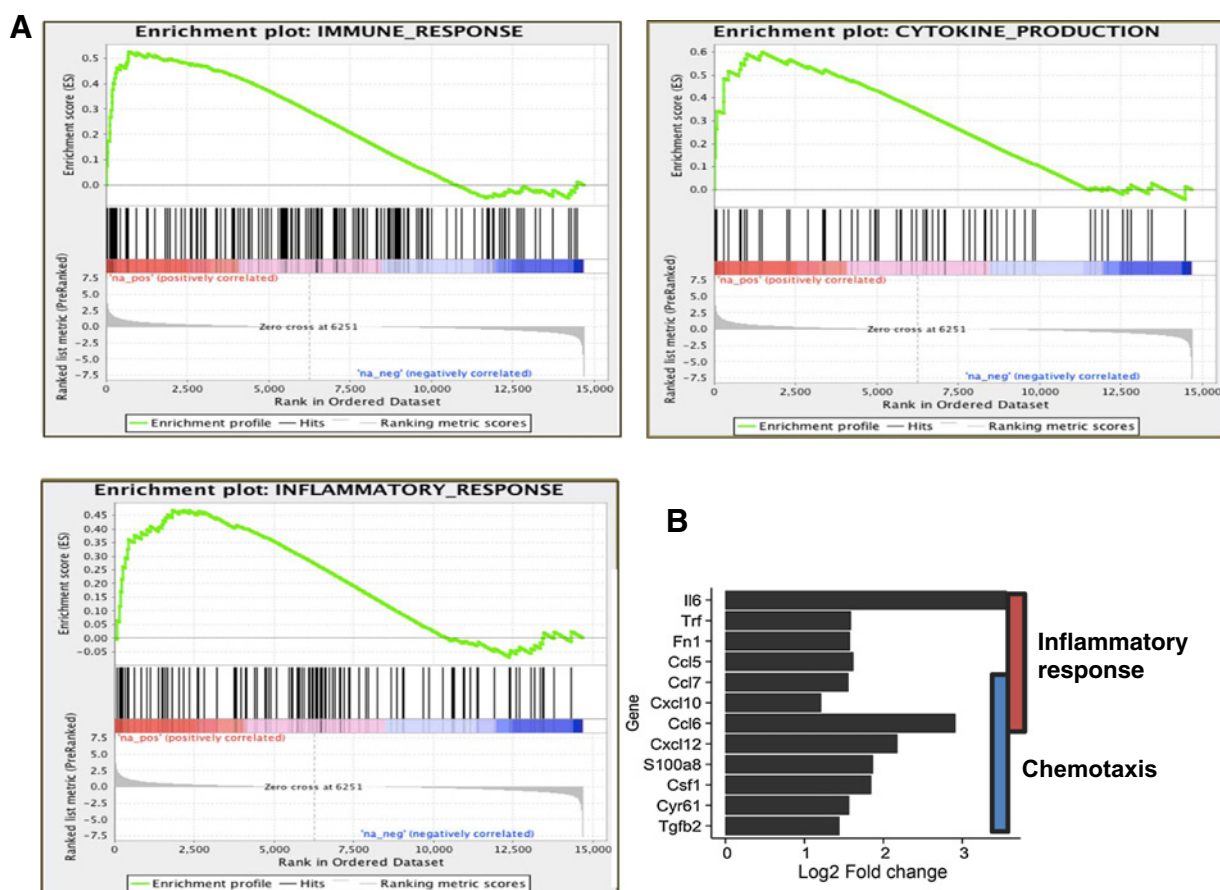 A
Enrichment plot: IMMUNE_RESPONSE
Enrichment score (ES)
0.5
0.4
0.3
0.2
0.1
0.0
Ranked list metric (PreRanked)
7.5
5.0
2.5
0.0
-2.5
-5.0
-7.5
'na_pos' (positively correlated)
Zero cross at 6251
'na_neg' (negatively correlated)
0 2,500 5,000 7,500 10,000 12,500 15,000
Rank in Ordered Dataset
Enrichment profile Hits Ranking metric scores
Enrichment plot: CYTOKINE_PRODUCTION
Enrichment score (ES)
0.6
0.5
0.4
0.3
0.2
0.1
0.0
Ranked list metric (PreRanked)
7.5
5.0
2.5
0.0
-2.5
-5.0
-7.5
'na_pos' (positively correlated)
Zero cross at 6251
'na_neg' (negatively correlated)
0 2,500 5,000 7,500 10,000 12,500 15,000
Rank in Ordered Dataset
Enrichment profile Hits Ranking metric scores
Enrichment plot: INFLAMMATORY_RESPONSE
Enrichment score (ES)
0.45
0.40
0.35
0.30
0.25
0.20
0.15
0.10
0.05
0.00
-0.05
Ranked list metric (PreRanked)
7.5
5.0
2.5
0.0
-2.5
-5.0
-7.5
'na_pos' (positively correlated)
Zero cross at 6251
'na_neg' (negatively correlated)
0 2,500 5,000 7,500 10,000 12,500 15,000
Rank in Ordered Dataset
Enrichment profile Hits Ranking metric scores
B
Gene
Il6
Trf
Fn1
Ccl5
Ccl7
Cxcl10
Ccl6
Cxcl12
S100a8
Csf1
Cyr61
Tgfb2
0 1 2 3
Log2 Fold change
Inflammatory
response
Chemotaxis